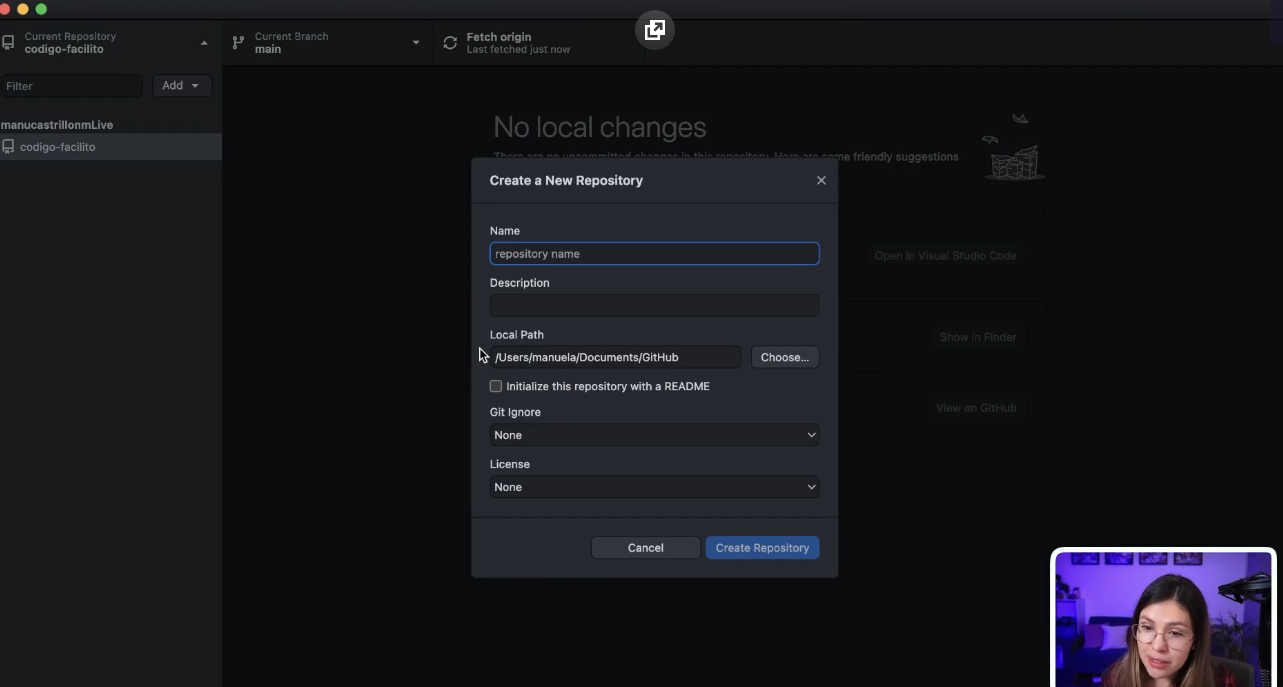 Current Repository
codigo-facilito
Current Branch
main
Fetch origin
Last fetched just now
Filter
Add
manucastrillonmLive
codigo-facilito
No local changes
There are no uncommitted changes in this repository. Here are some friendly suggestions
Create a New Repository
Name
repository name
Description
Local Path
/Users/manuela/Documents/GitHub
Choose...
Initialize this repository with a README
Git Ignore
None
License
None
Cancel
Create Repository
Open in Visual Studio Code
Show in Finder
View on GitHub